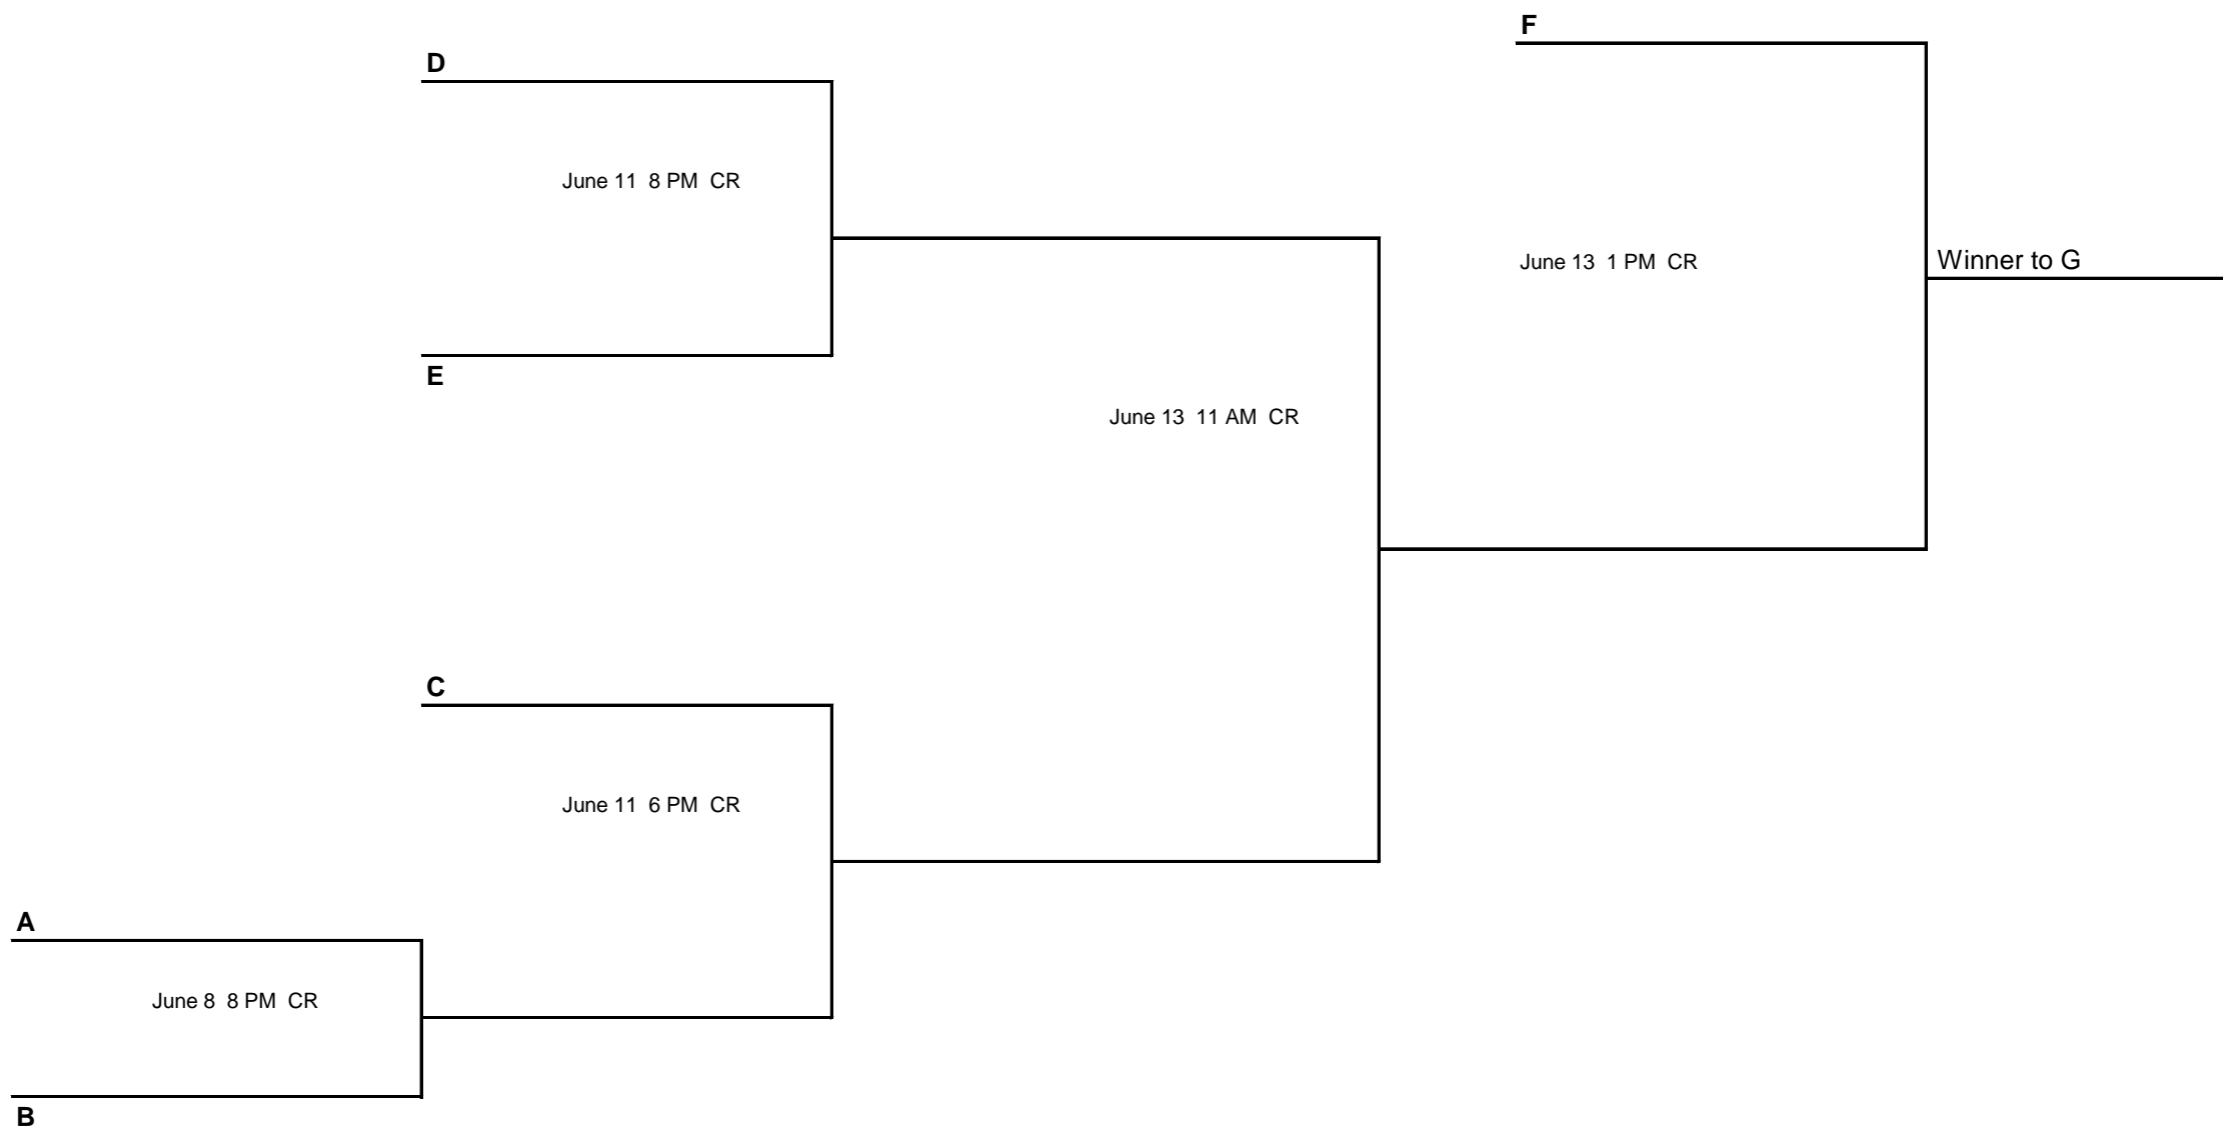 F
D
June 11  8 PM  CR
Winner to G
June 13  1 PM  CR
E
June 13  11 AM  CR
C
June 11  6 PM  CR
A
June 8  8 PM  CR
B